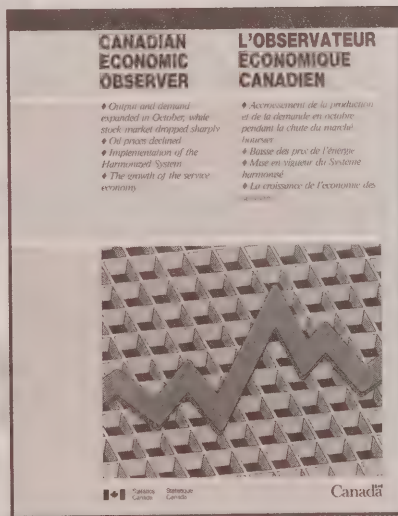 CANADIAN
ECONOMIC
OBSERVER
♦ Output and demand
expanded in October, while
stock market dropped sharply
♦ Oil prices declined
♦ Implementation of the
Harmonized System
♦ The growth of the service
economy
L'OBSERVATEUR
ÉCONOMIQUE
CANADIEN
♦ Accroissement de la production
et de la demande en octobre
pendant la chute du marché
boursier
♦ Baisse des prix de l'énergie
♦ Mise en vigueur du Système
harmonisé
♦ La croissance de l'économie des
Statistics
Canada
Statistique
Canada
Canada